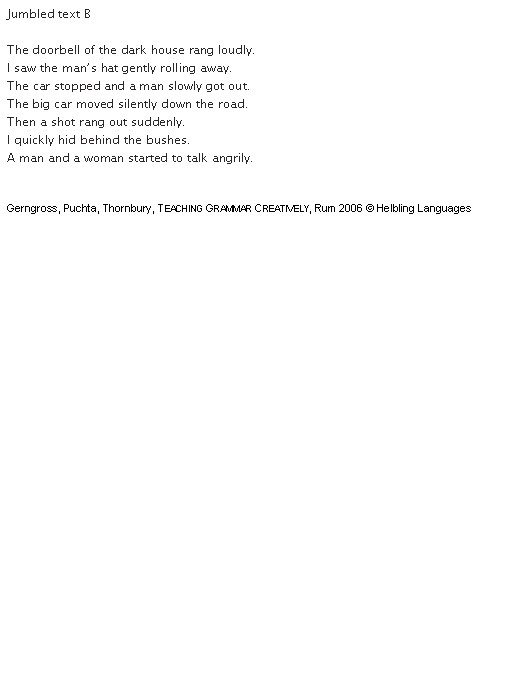 Jumbled text B
The doorbell of the dark house rang loudly.
I saw the man's hat gently rolling away.
The car stopped and a man slowly got out.
The big car moved silently down the road.
Then a shot rang out suddenly.
I quickly hid behind the bushes.
A man and a woman started to talk angrily.
Gerngross, Puchta, Thornbury, TEACHING GRAMMAR CREATIVELY, Rum 2006 © Helbling Languages